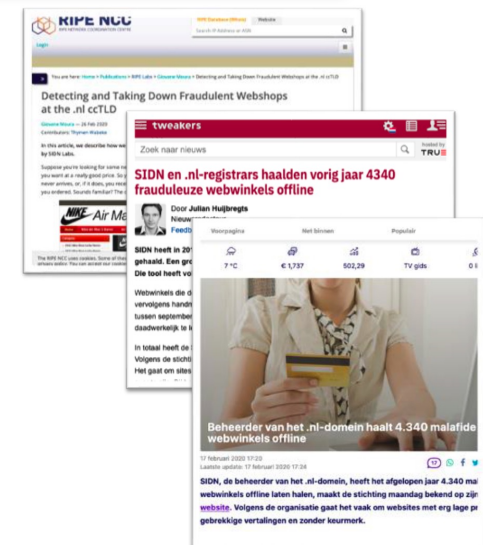 RIPE NCC
RIPE NETWORK COORDINATION CENTRE
RIPE Database (Whois) Website
Search IP Address or ASN
Login
You are here: Home > Publications > RIPE Labs > Giovane Moura > Detecting and Taking Down Fraudulent Webshops at the .nl ccTLD
Detecting and Taking Down Fraudulent Webshops
at the .nl ccTLD
Giovane Moura — 26 Feb 2020
Contributors: Thymen Wabeke
In this article, we describe how we
by SIDN Labs.
Suppose you're looking for some
you want at a really good price. So
never arrives, or, if it does, you
you ordered. Sounds familiar? The
NIKE Air Ma
The RIPE NCC uses cookies. Some of
tweakers
Zoek naar nieuws
hosted by
TRUE
SIDN en .nl-registrars haalden vorig jaar 4340
frauduleuze webwinkels offline
Door Julian Huijbregts
Feedb
SIDN heeft in 20
gehaald. Een gro
Die tool heeft vo
Webwinkels die d
vervolgens handm
tussen september
daadwerkelijk te
In totaal heeft de
Volgens de sticht
Het gaat om sites
Voorpagina Net binnen Populair
7 °C € 1,737 502,29 TV gids
Beheerder van het .nl-domein haalt 4.340 malafide
webwinkels offline
17 februari 2020 17:20
Laatste update: 17 februari 2020 17:34
17
SIDN, de beheerder van het .nl-domein, heeft het afgelopen jaar 4.340 mal
webwinkels offline laten halen, maakt de stichting maandag bekend op zijn
website. Volgens de organisatie gaat het vaak om websites met erg lage pr
gebrekkige vertalingen en zonder keurmerk.